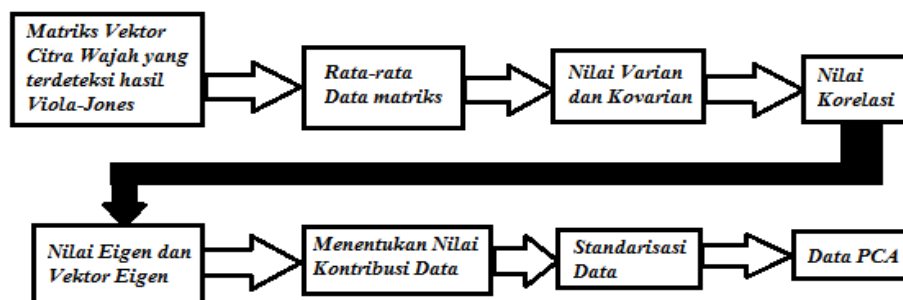 Matriks Vektor
Citra Wajah yang
terdeteksi hasil
Viola-Jones
Rata-rata
Data matriks
Nilai Varian
dan Kovarian
Nilai
Korelasi
Nilai Eigen dan
Vektor Eigen
Menentukan Nilai
Kontribusi Data
Standarisasi
Data
Data PCA